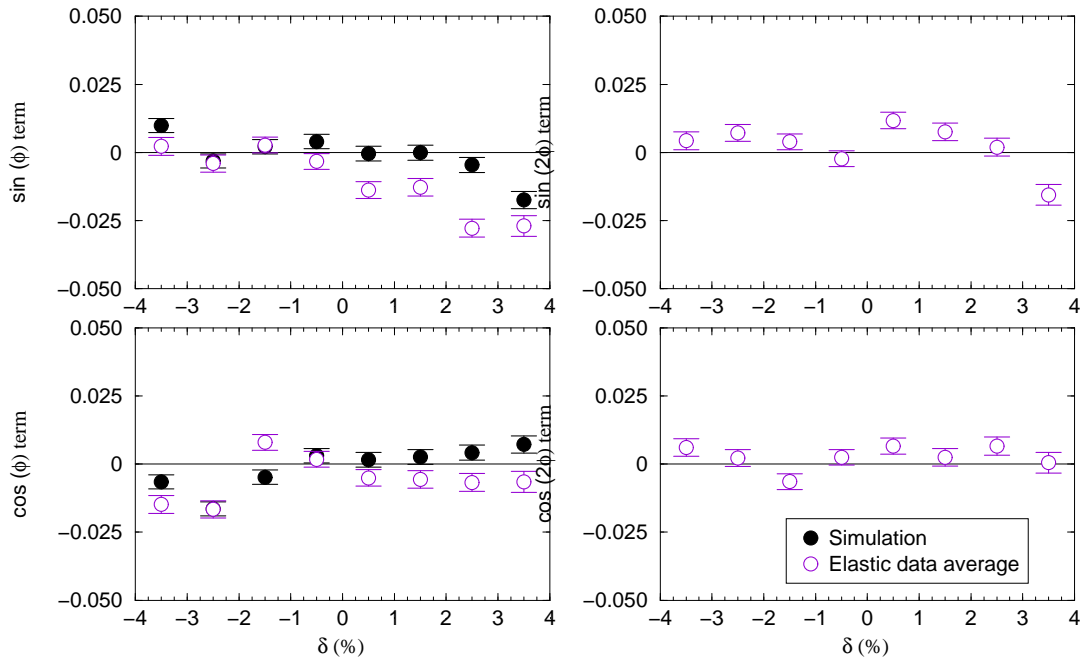 0.050
0.025
0
−0.025
−0.050
sin (ϕ) term
−4 −3 −2 −1 0 1 2 3 4
0.050
0.025
0
−0.025
−0.050
sin (2ϕ) term
−4 −3 −2 −1 0 1 2 3 4
0.050
0.025
0
−0.025
−0.050
cos (ϕ) term
−4 −3 −2 −1 0 1 2 3 4
δ (%)
0.050
0.025
0
−0.025
−0.050
cos (2ϕ) term
Simulation
Elastic data average
−4 −3 −2 −1 0 1 2 3 4
δ (%)